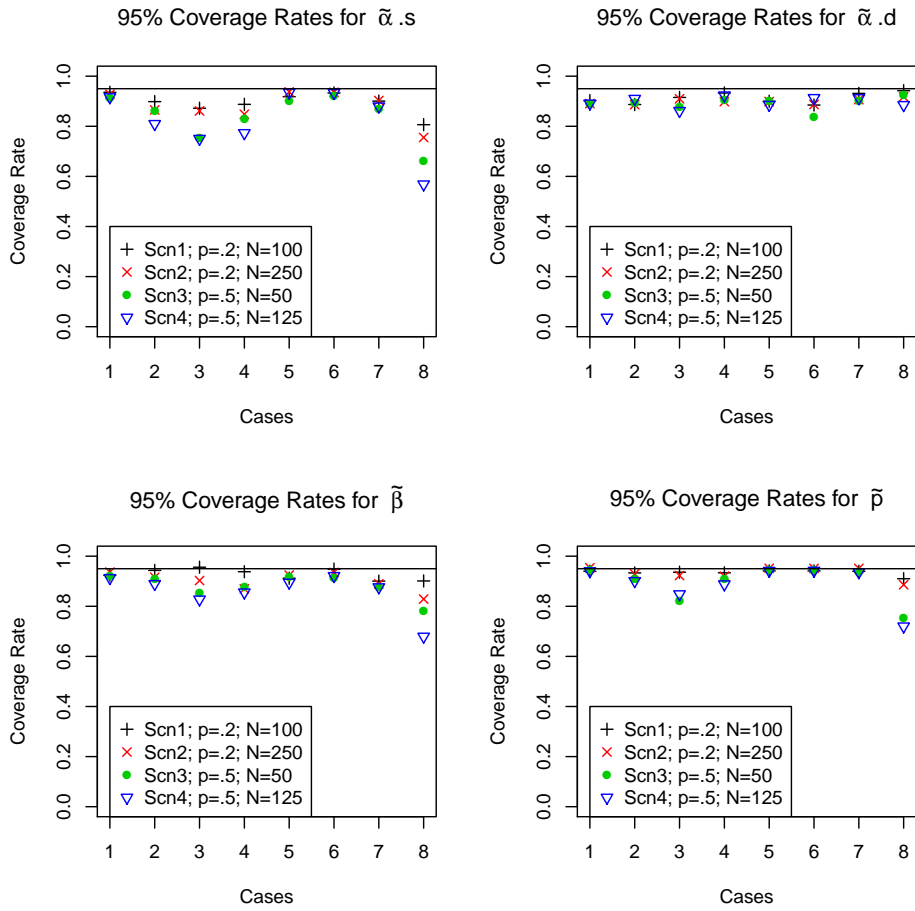 95% Coverage Rates for α̃ .s
Coverage Rate
1.0
0.8
0.6
0.4
0.2
0.0
Scn1; p=.2; N=100
Scn2; p=.2; N=250
Scn3; p=.5; N=50
Scn4; p=.5; N=125
1 2 3 4 5 6 7 8
Cases
95% Coverage Rates for α̃ .d
Coverage Rate
1.0
0.8
0.6
0.4
0.2
0.0
Scn1; p=.2; N=100
Scn2; p=.2; N=250
Scn3; p=.5; N=50
Scn4; p=.5; N=125
1 2 3 4 5 6 7 8
Cases
95% Coverage Rates for β̃
Coverage Rate
1.0
0.8
0.6
0.4
0.2
0.0
Scn1; p=.2; N=100
Scn2; p=.2; N=250
Scn3; p=.5; N=50
Scn4; p=.5; N=125
1 2 3 4 5 6 7 8
Cases
95% Coverage Rates for p̃
Coverage Rate
1.0
0.8
0.6
0.4
0.2
0.0
Scn1; p=.2; N=100
Scn2; p=.2; N=250
Scn3; p=.5; N=50
Scn4; p=.5; N=125
1 2 3 4 5 6 7 8
Cases